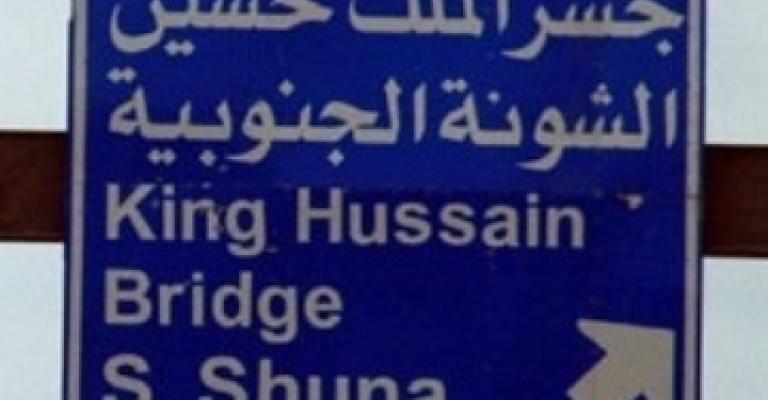 جسر الملك حسين
الشونة الجنوبية
King Hussain
Bridge
S. Shuna